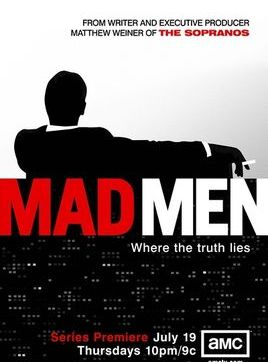 FROM WRITER AND EXECUTIVE PRODUCER
MATTHEW WEINER OF THE SOPRANOS
MAD MEN
Where the truth lies
Series Premiere July 19
Thursdays 10pm/9c
amc